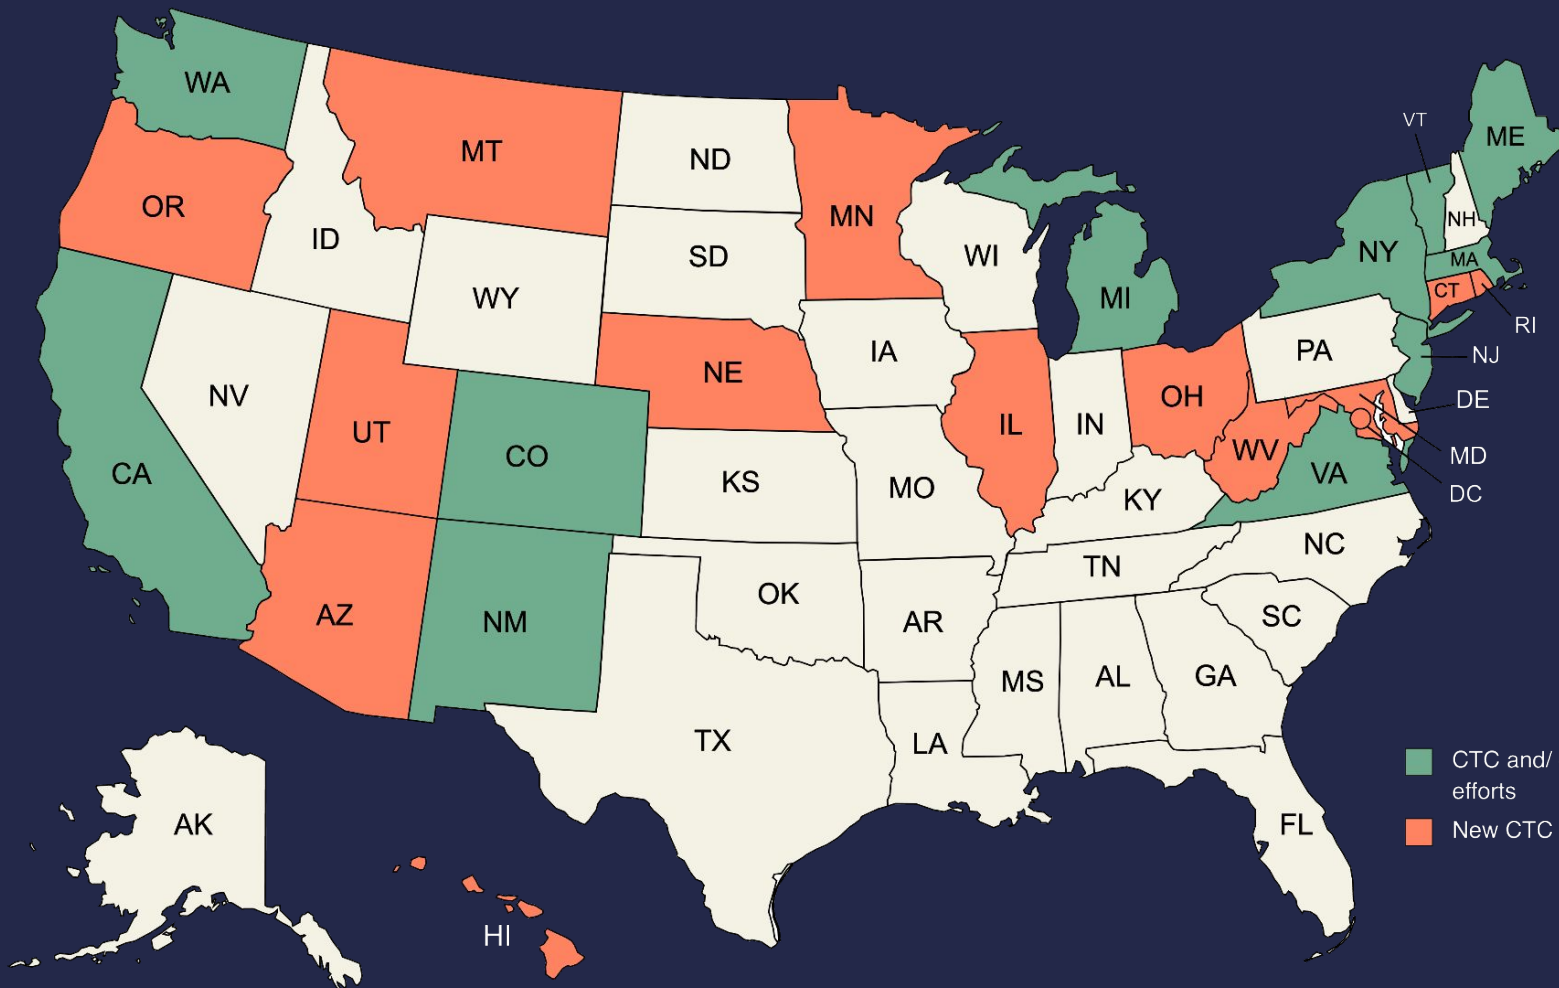 WA
MT
ND
MN
VT
ME
OR
ID
SD
WI
NH
NY
MA
WY
MI
CT
RI
IA
PA
NJ
NV
NE
OH
DE
UT
IL
IN
WV
MD
CO
CA
KS
MO
VA
DC
KY
NC
TN
AZ
NM
OK
AR
SC
MS
AL
GA
TX
LA
CTC and/
efforts
AK
FL
New CTC
HI